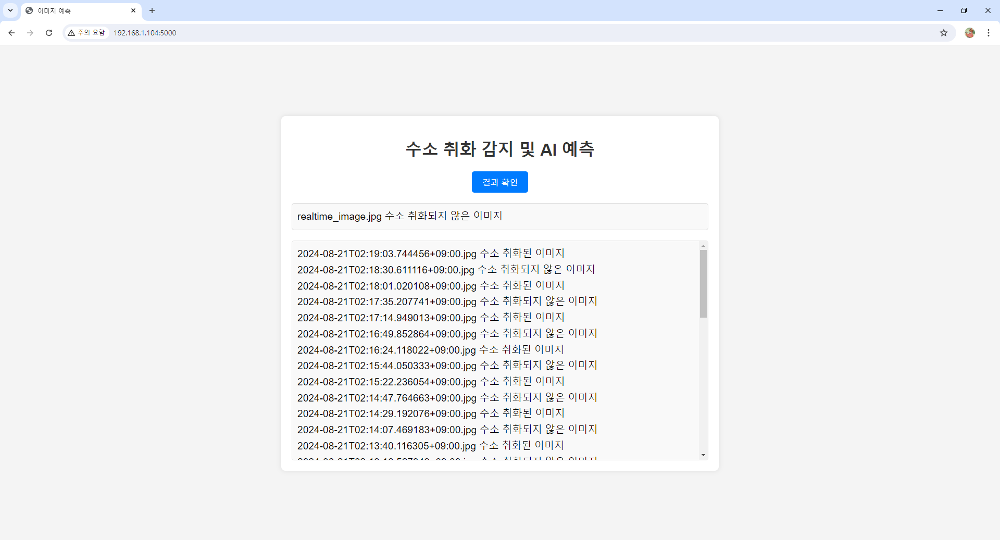 이미지 예측
주의 요함 192.168.1.104:5000
수소 취화 감지 및 AI 예측
결과 확인
realtime_image.jpg 수소 취화되지 않은 이미지
2024-08-21T02:19:03.744456+09:00.jpg 수소 취화된 이미지
2024-08-21T02:18:30.611116+09:00.jpg 수소 취화되지 않은 이미지
2024-08-21T02:18:01.020108+09:00.jpg 수소 취화된 이미지
2024-08-21T02:17:35.207741+09:00.jpg 수소 취화되지 않은 이미지
2024-08-21T02:17:14.949013+09:00.jpg 수소 취화된 이미지
2024-08-21T02:16:49.852864+09:00.jpg 수소 취화되지 않은 이미지
2024-08-21T02:16:24.118022+09:00.jpg 수소 취화된 이미지
2024-08-21T02:15:44.050333+09:00.jpg 수소 취화되지 않은 이미지
2024-08-21T02:15:22.236054+09:00.jpg 수소 취화된 이미지
2024-08-21T02:14:47.764663+09:00.jpg 수소 취화되지 않은 이미지
2024-08-21T02:14:29.192076+09:00.jpg 수소 취화된 이미지
2024-08-21T02:14:07.469183+09:00.jpg 수소 취화되지 않은 이미지
2024-08-21T02:13:40.116305+09:00.jpg 수소 취화된 이미지
수소 취화되지 않은 이미지